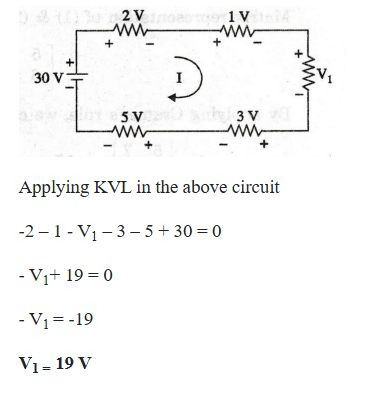 2 V 1 V
+ - + -
+ +
30 V I V₁
- -
5 V 3 V
- + - +
Applying KVL in the above circuit
-2 – 1 - V₁ – 3 – 5 + 30 = 0
- V₁+ 19 = 0
- V₁ = -19
V₁ = 19 V